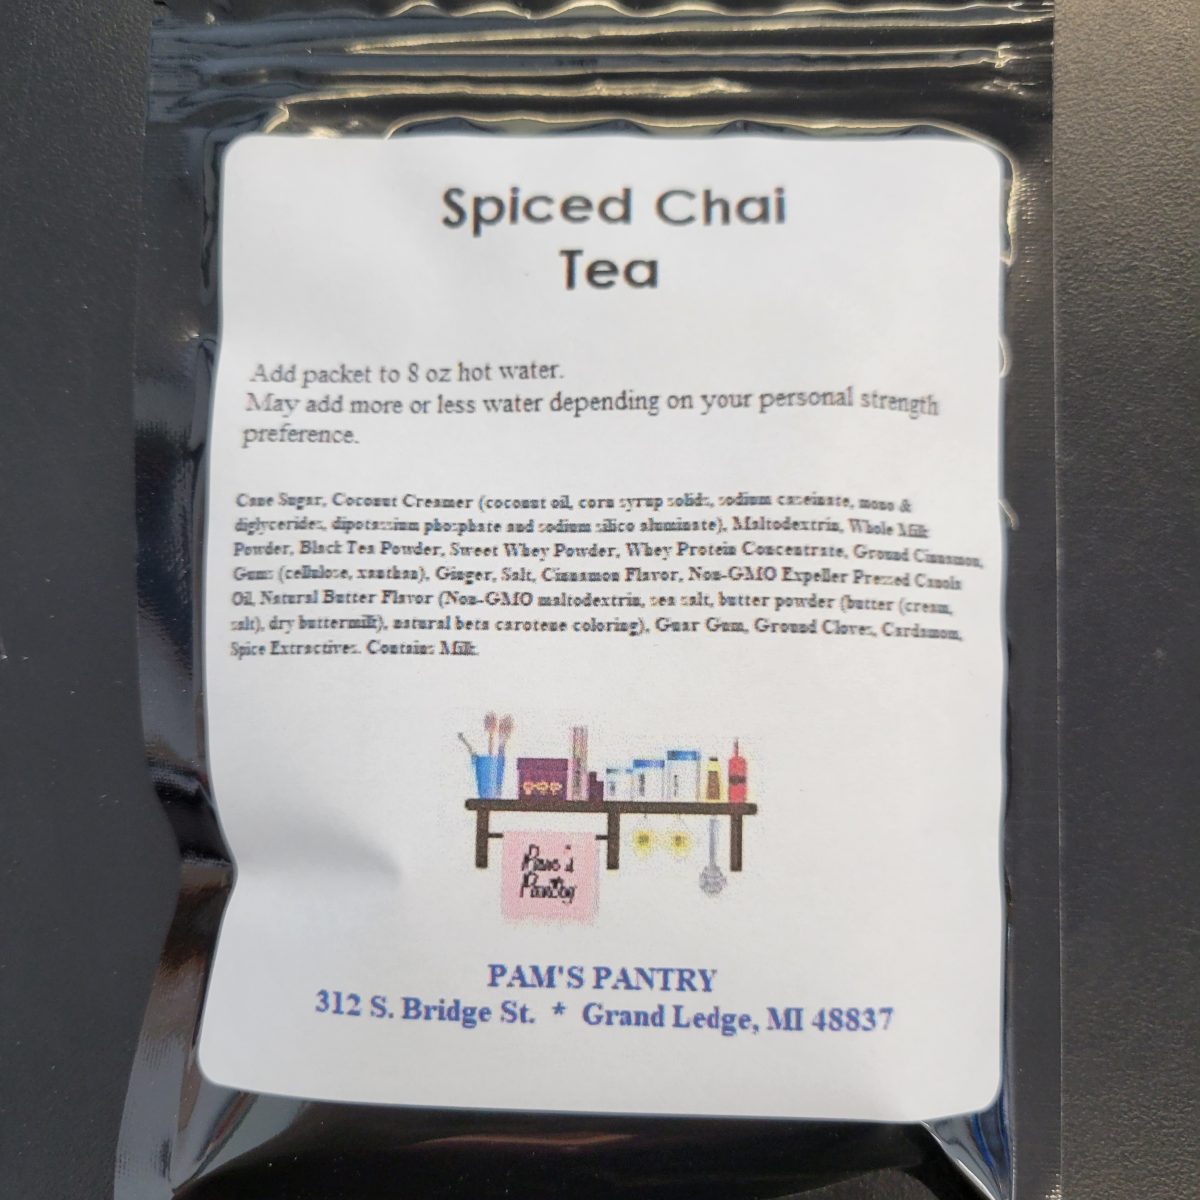 Spiced Chai
Tea
Add packet to 8 oz hot water.
May add more or less water depending on your personal strength
preference.
Cane Sugar, Coconut Creamer (coconut oil, corn syrup solids, sodium caseinate, mono &
diglycerides, dipotassium phosphate and sodium silico aluminate), Maltodextrin, Whole Milk
Powder, Black Tea Powder, Sweet Whey Powder, Whey Protein Concentrate, Ground Cinnamon,
Gums (cellulose, xanthan), Ginger, Salt, Cinnamon Flavor, Non-GMO Expeller Pressed Canola
Oil, Natural Butter Flavor (Non-GMO maltodextrin, sea salt, butter powder (butter (cream,
salt), dry buttermilk), natural beta carotene coloring), Guar Gum, Ground Cloves, Cardamom,
Spice Extractives. Contains Milk.
Pam's
Pantry
PAM'S PANTRY
312 S. Bridge St. * Grand Ledge, MI 48837